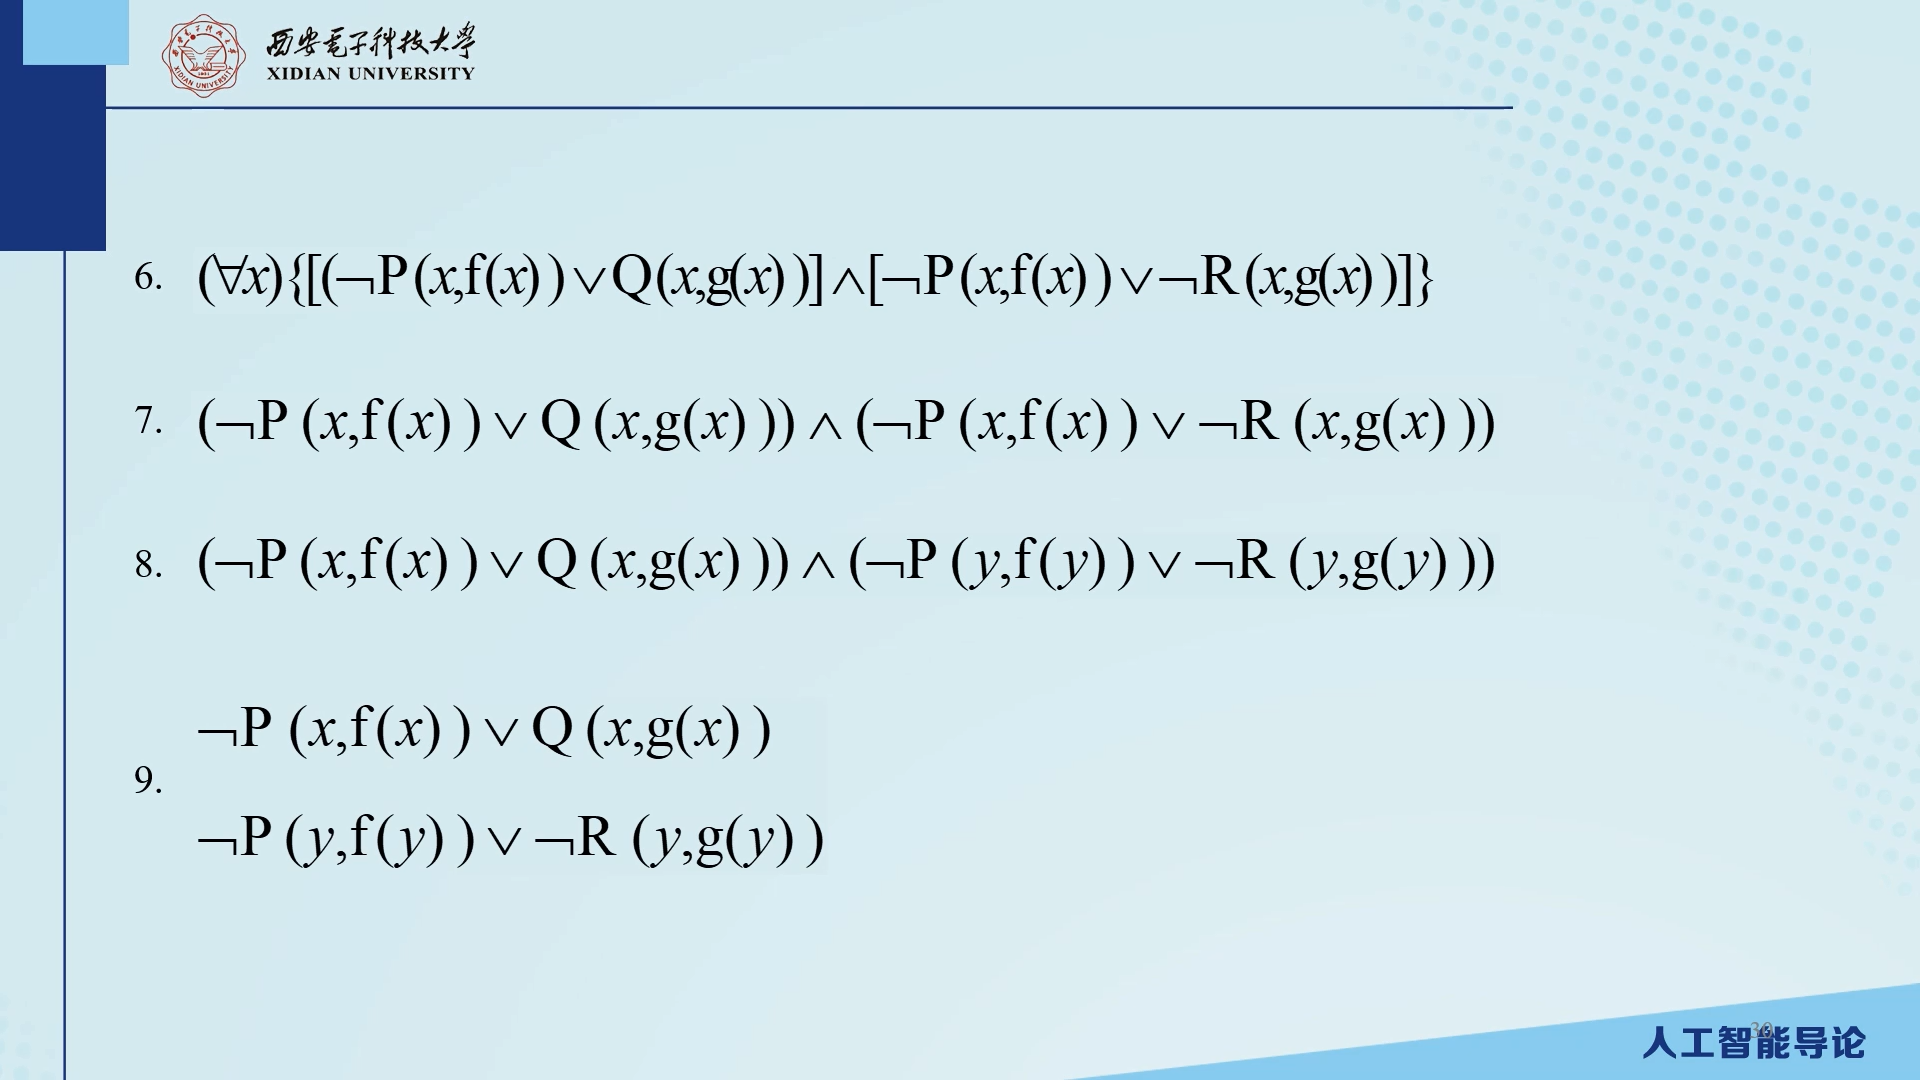 西安电子科技大学
XIDIAN UNIVERSITY
6. (∀x){[(¬P(x,f(x))∨Q(x,g(x))]∧[¬P(x,f(x))∨¬R(x,g(x))]}
7. (¬P(x,f(x))∨Q(x,g(x)))∧(¬P(x,f(x))∨¬R(x,g(x)))
8. (¬P(x,f(x))∨Q(x,g(x)))∧(¬P(y,f(y))∨¬R(y,g(y)))
¬P(x,f(x))∨Q(x,g(x))
9.
¬P(y,f(y))∨¬R(y,g(y))
30
人工智能导论